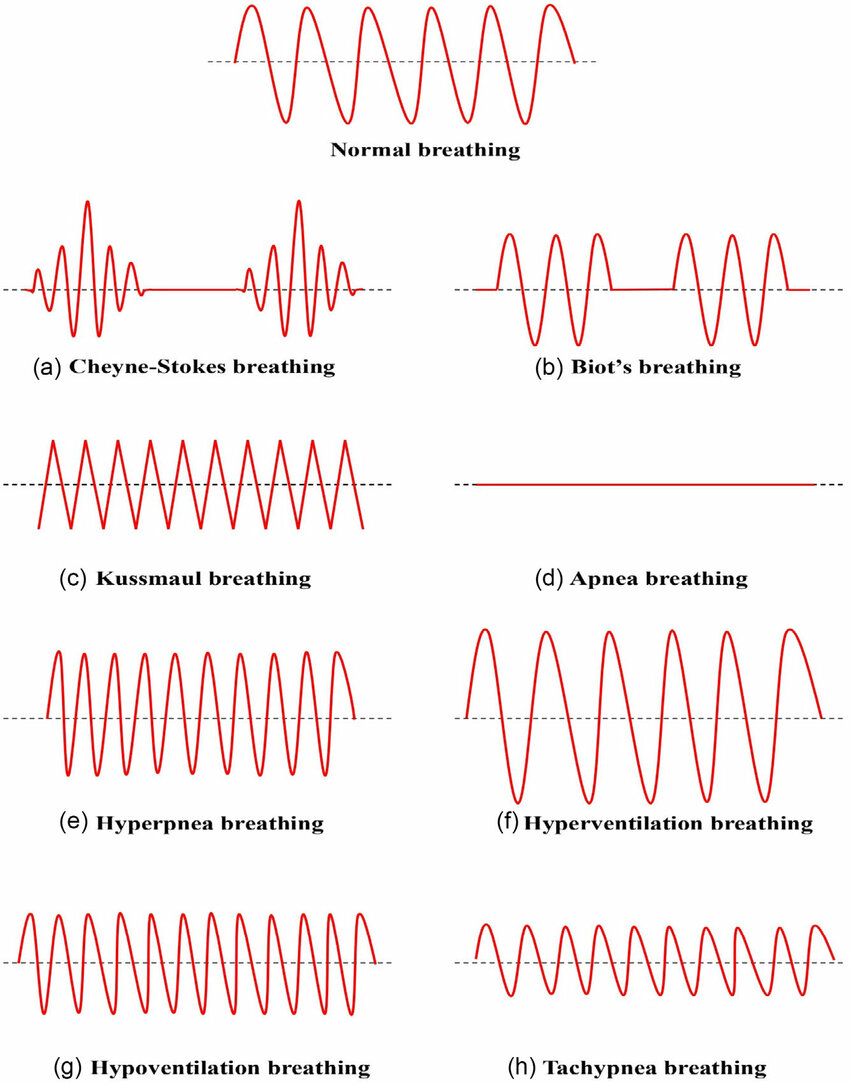 Normal breathing
(a) Cheyne-Stokes breathing
(b) Biot’s breathing
(c) Kussmaul breathing
(d) Apnea breathing
(e) Hyperpnea breathing
(f) Hyperventilation breathing
(g) Hypoventilation breathing
(h) Tachypnea breathing